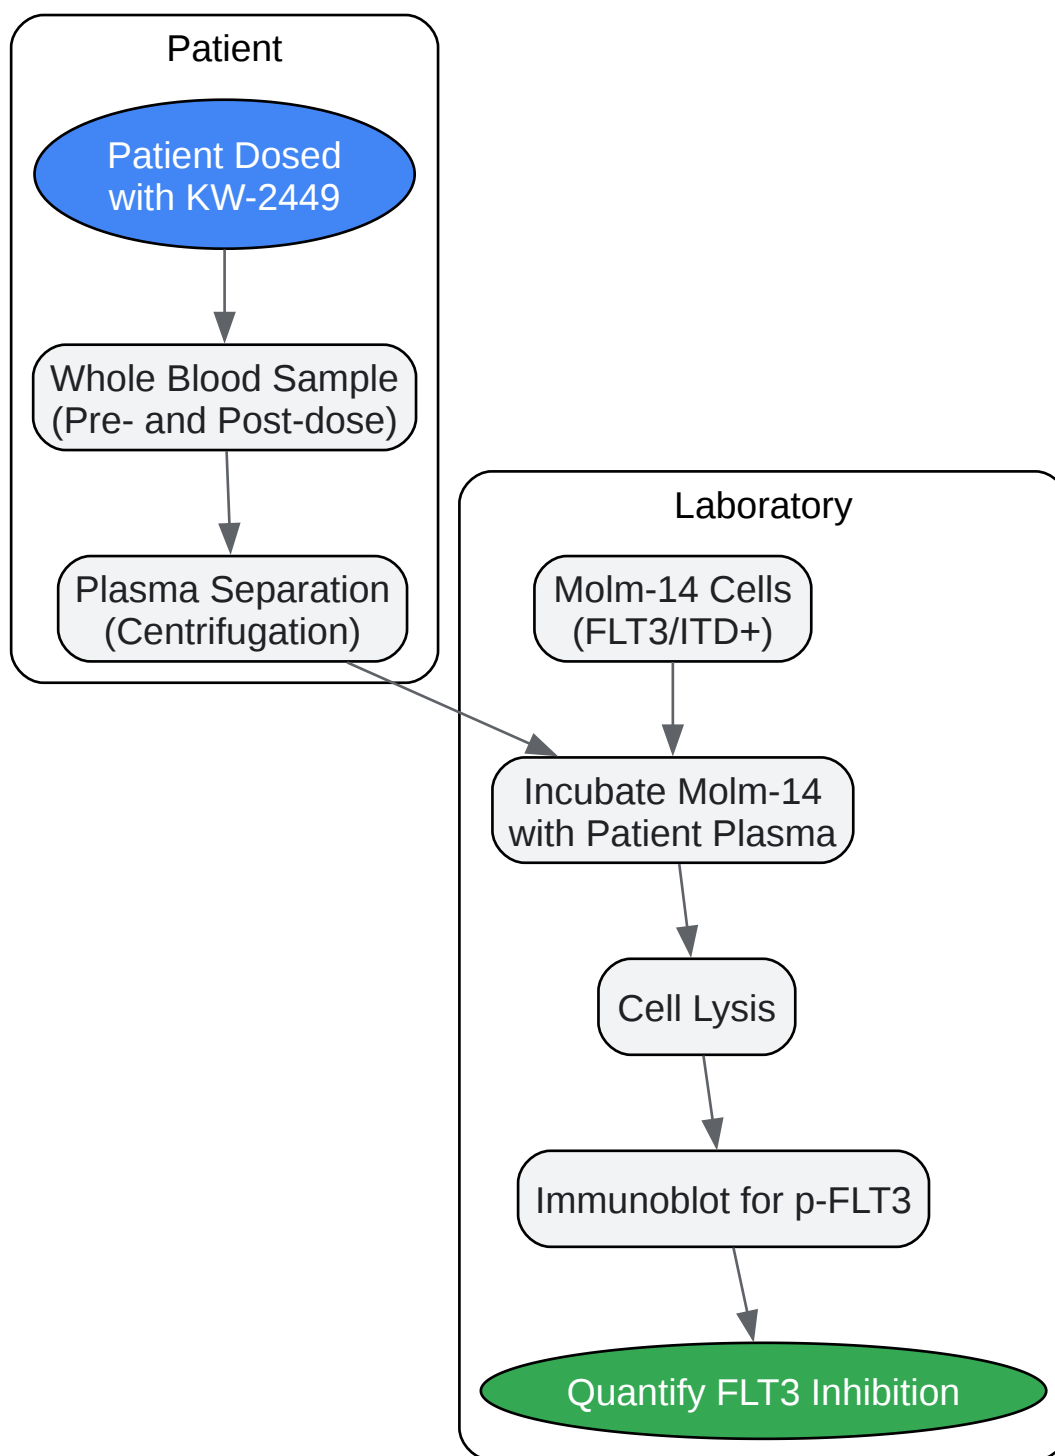 Patient
Patient Dosed
with KW-2449
Whole Blood Sample
(Pre- and Post-dose)
Plasma Separation
(Centrifugation)
Laboratory
Molm-14 Cells
(FLT3/ITD+)
Incubate Molm-14
with Patient Plasma
Cell Lysis
Immunoblot for p-FLT3
Quantify FLT3 Inhibition